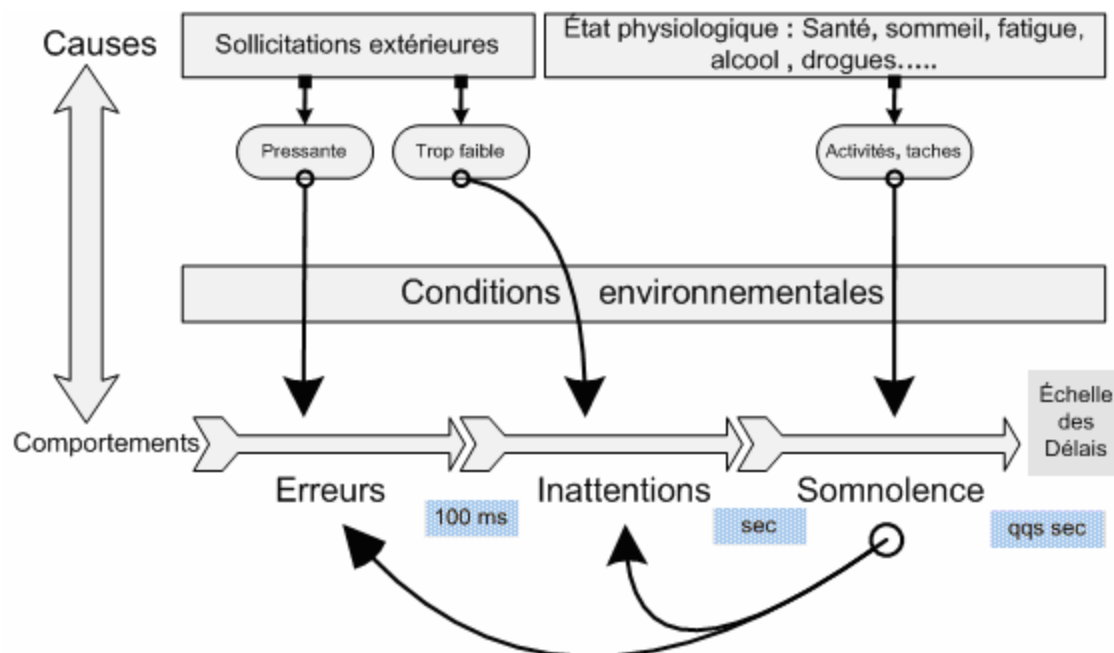 Causes
Sollicitations extérieures
État physiologique : Santé, sommeil, fatigue,
alcool , drogues.....
Pressante
Trop faible
Activités, taches
Conditions environnementales
Comportements
Échelle
des
Délais
Erreurs
Inattentions
Somnolence
100 ms
sec
qqs sec